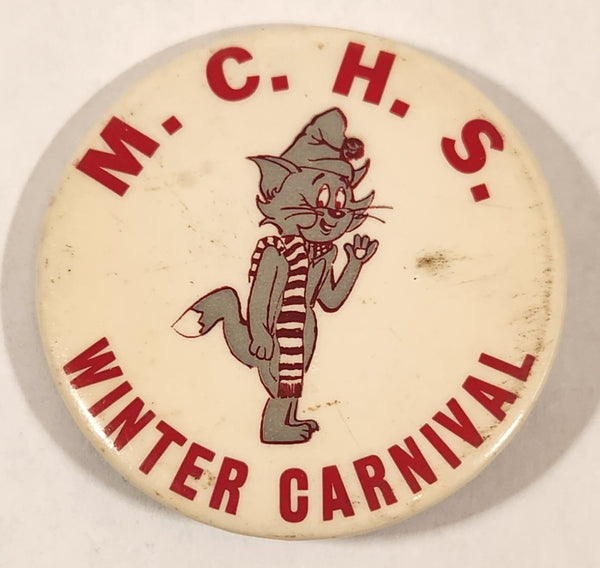 M. C. H. S.
WINTER CARNIVAL